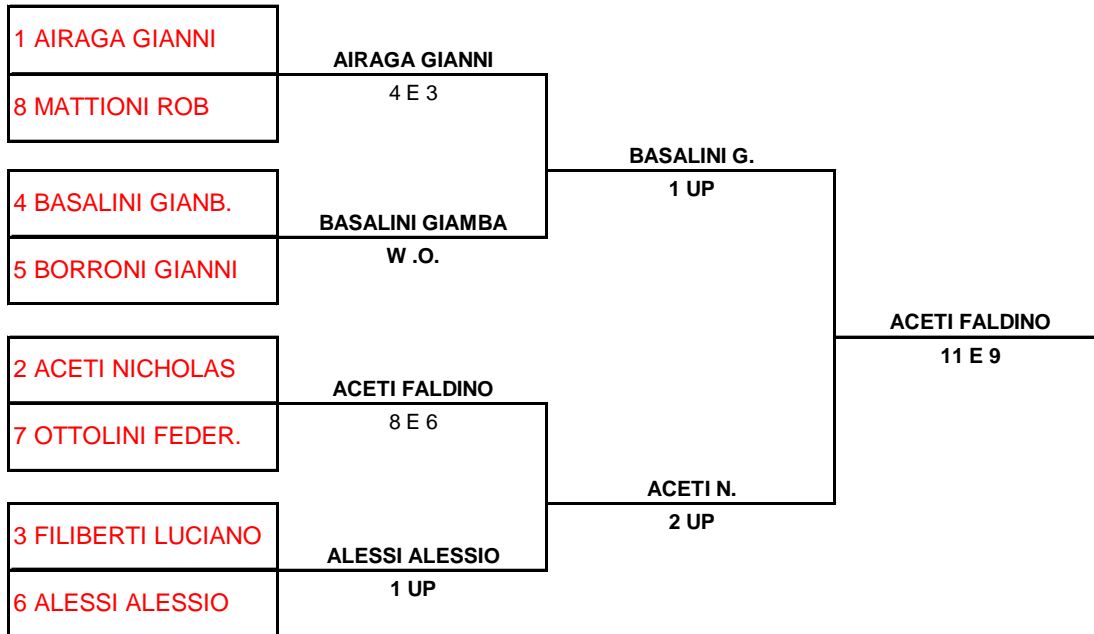 1 AIRAGA GIANNI
AIRAGA GIANNI
4 E 3
8 MATTIONI ROB
BASALINI G.
1 UP
4 BASALINI GIANB.
BASALINI GIAMBA
W .O.
5 BORRONI GIANNI
ACETI FALDINO
11 E 9
2 ACETI NICHOLAS
ACETI FALDINO
8 E 6
7 OTTOLINI FEDER.
ACETI N.
2 UP
3 FILIBERTI LUCIANO
ALESSI ALESSIO
1 UP
6 ALESSI ALESSIO